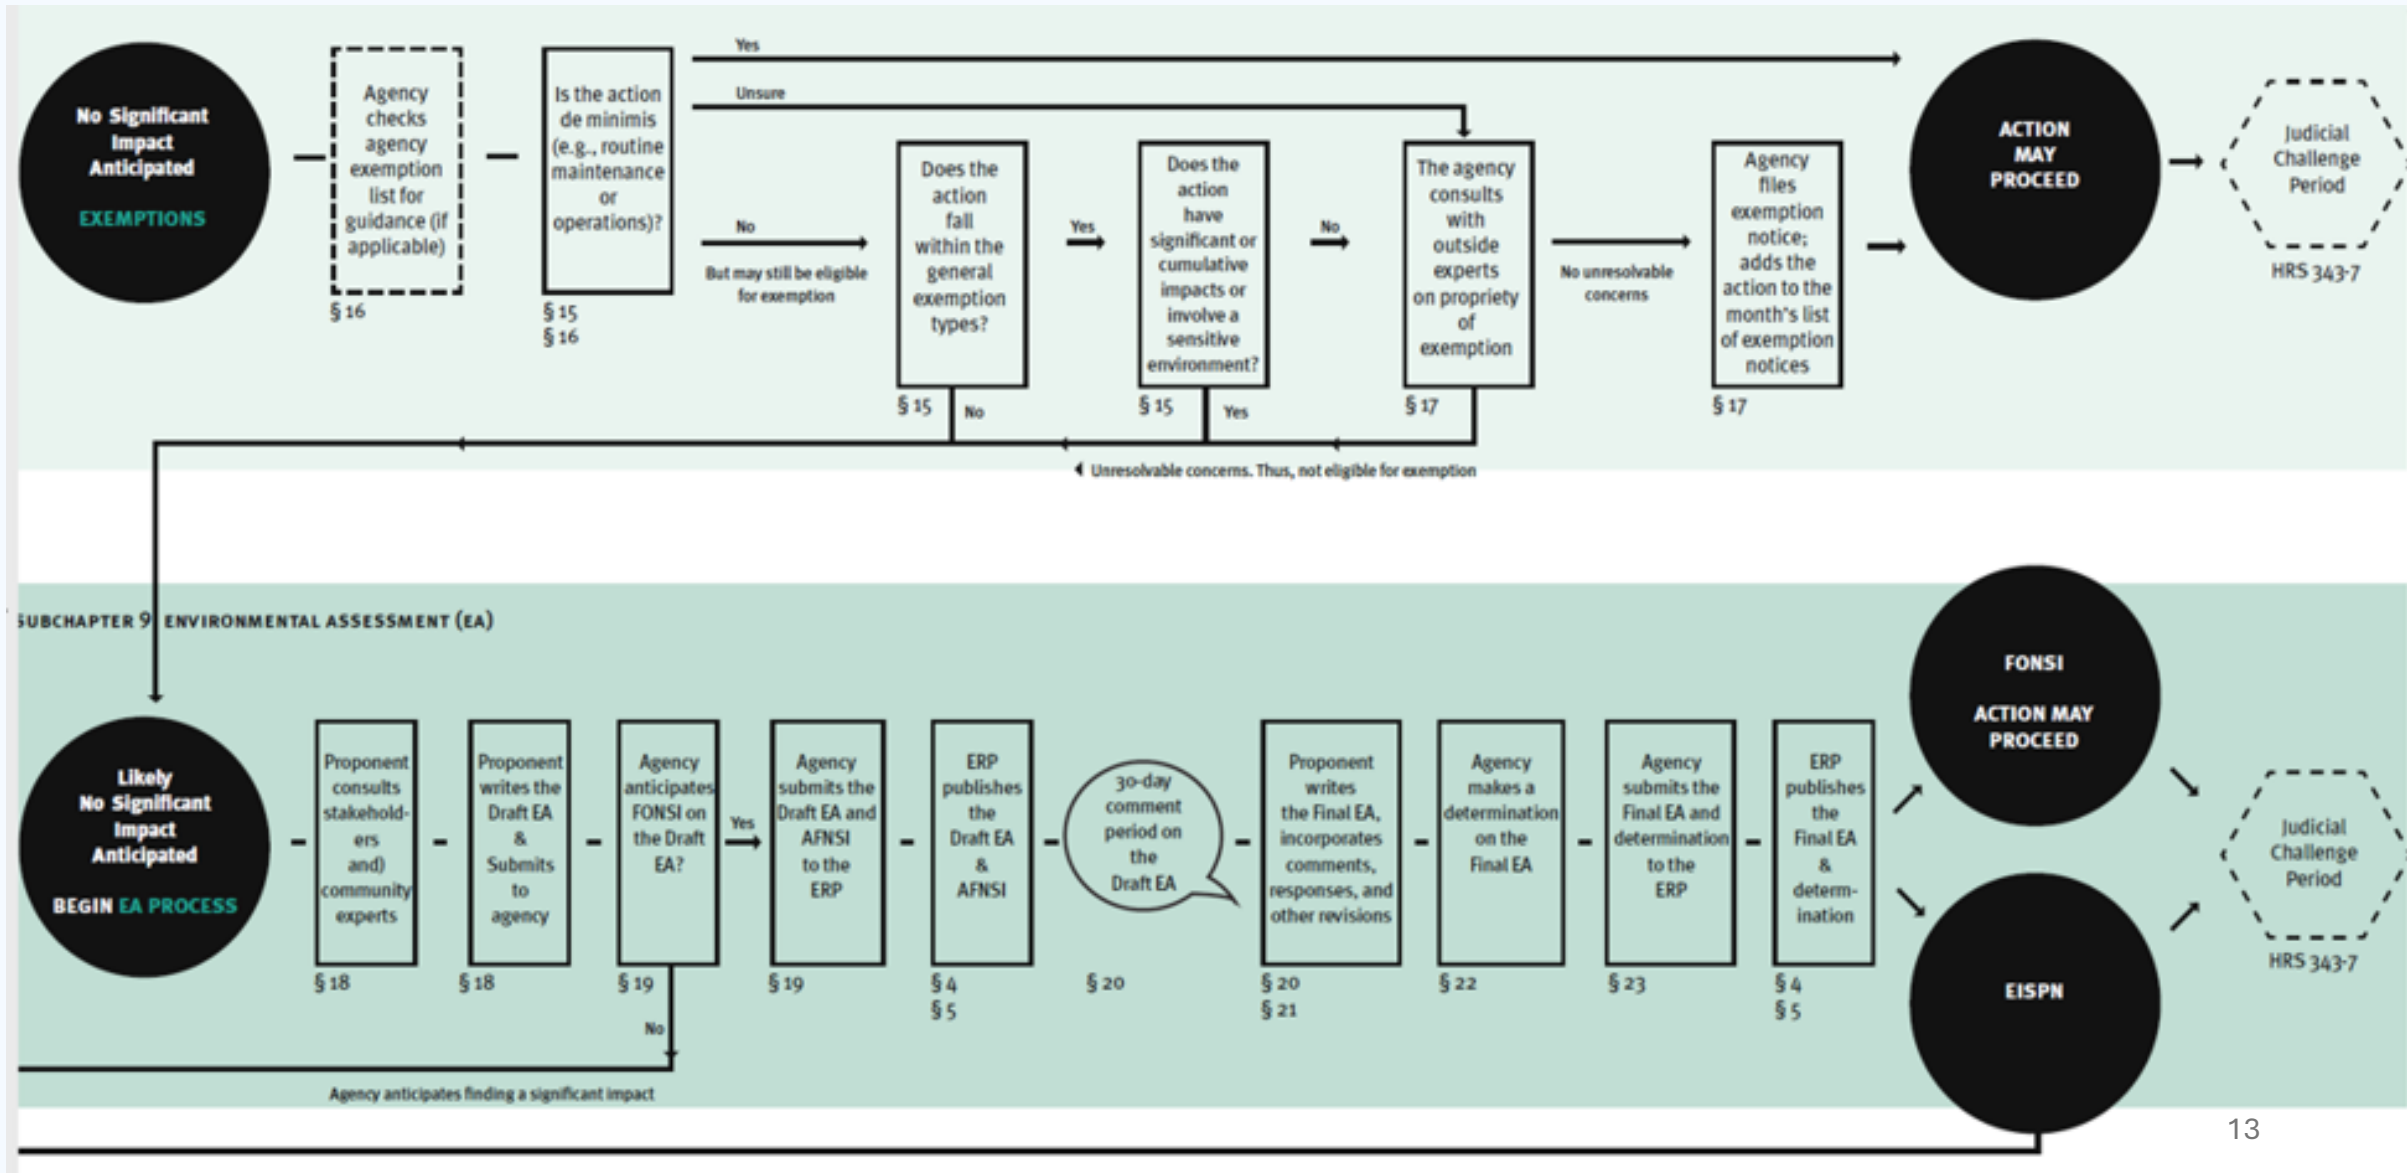 No Significant
Impact
Anticipated
EXEMPTIONS
Agency
checks
agency
exemption
list for
guidance (if
applicable)
§ 16
Is the action
de minimis
(e.g., routine
maintenance
or
operations)?
§ 15
§ 16
Yes
Unsure
No
But may still be eligible
for exemption
Does the
action
fall
within the
general
exemption
types?
§ 15
No
Yes
Does the
action
have
significant or
cumulative
impacts or
involve a
sensitive
environment?
§ 15
Yes
No
The agency
consults
with
outside
experts
on propriety
of
exemption
§ 17
No unresolvable
concerns
Agency
files
exemption
notice;
adds the
action to the
month's list
of exemption
notices
§ 17
ACTION
MAY
PROCEED
Judicial
Challenge
Period
HRS 343-7
Unresolvable concerns. Thus, not eligible for exemption
SUBCHAPTER 9 ENVIRONMENTAL ASSESSMENT (EA)
Likely
No Significant
Impact
Anticipated
BEGIN EA PROCESS
Proponent
consults
stakehold-
ers
and)
community
experts
§ 18
Proponent
writes the
Draft EA
&
Submits
to
agency
§ 18
Agency
anticipates
FONSI on
the Draft
EA?
§ 19
No
Agency anticipates finding a significant impact
Yes
Agency
submits the
Draft EA and
AFNSI
to the
ERP
§ 19
ERP
publishes
the
Draft EA
&
AFNSI
§ 4
§ 5
30-day
comment
period on
the
Draft EA
§ 20
Proponent
writes
the Final EA,
incorporates
comments,
responses, and
other revisions
§ 20
§ 21
Agency
makes a
determination
on the
Final EA
§ 22
Agency
submits the
Final EA and
determination
to the
ERP
§ 23
ERP
publishes
the
Final EA
&
determ-
ination
§ 4
§ 5
FONSI
ACTION MAY
PROCEED
EISPN
Judicial
Challenge
Period
HRS 343-7
13